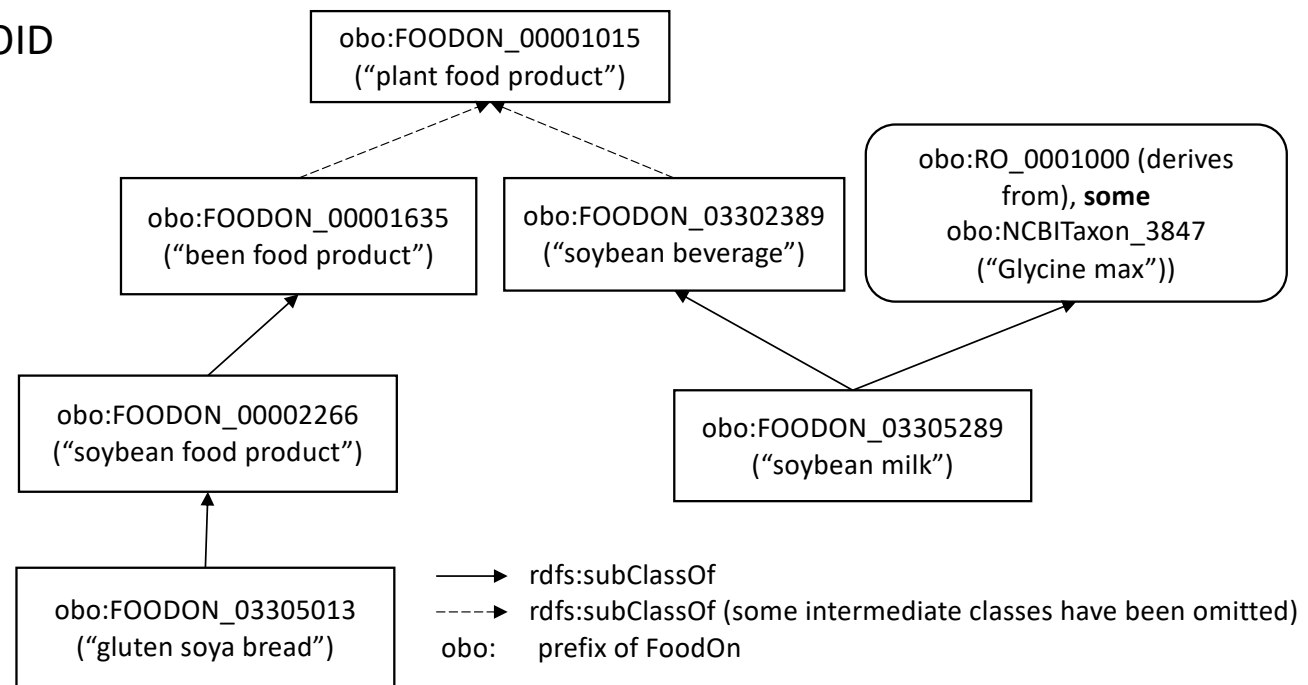 OID
obo:FOODON_00001015
(“plant food product”)
obo:RO_0001000 (derives
from), some
obo:NCBITaxon_3847
(“Glycine max”))
obo:FOODON_00001635
(“been food product”)
obo:FOODON_03302389
(“soybean beverage”)
obo:FOODON_00002266
(“soybean food product”)
obo:FOODON_03305289
(“soybean milk”)
obo:FOODON_03305013
(“gluten soya bread”)
rdfs:subClassOf
rdfs:subClassOf (some intermediate classes have been omitted)
obo: prefix of FoodOn